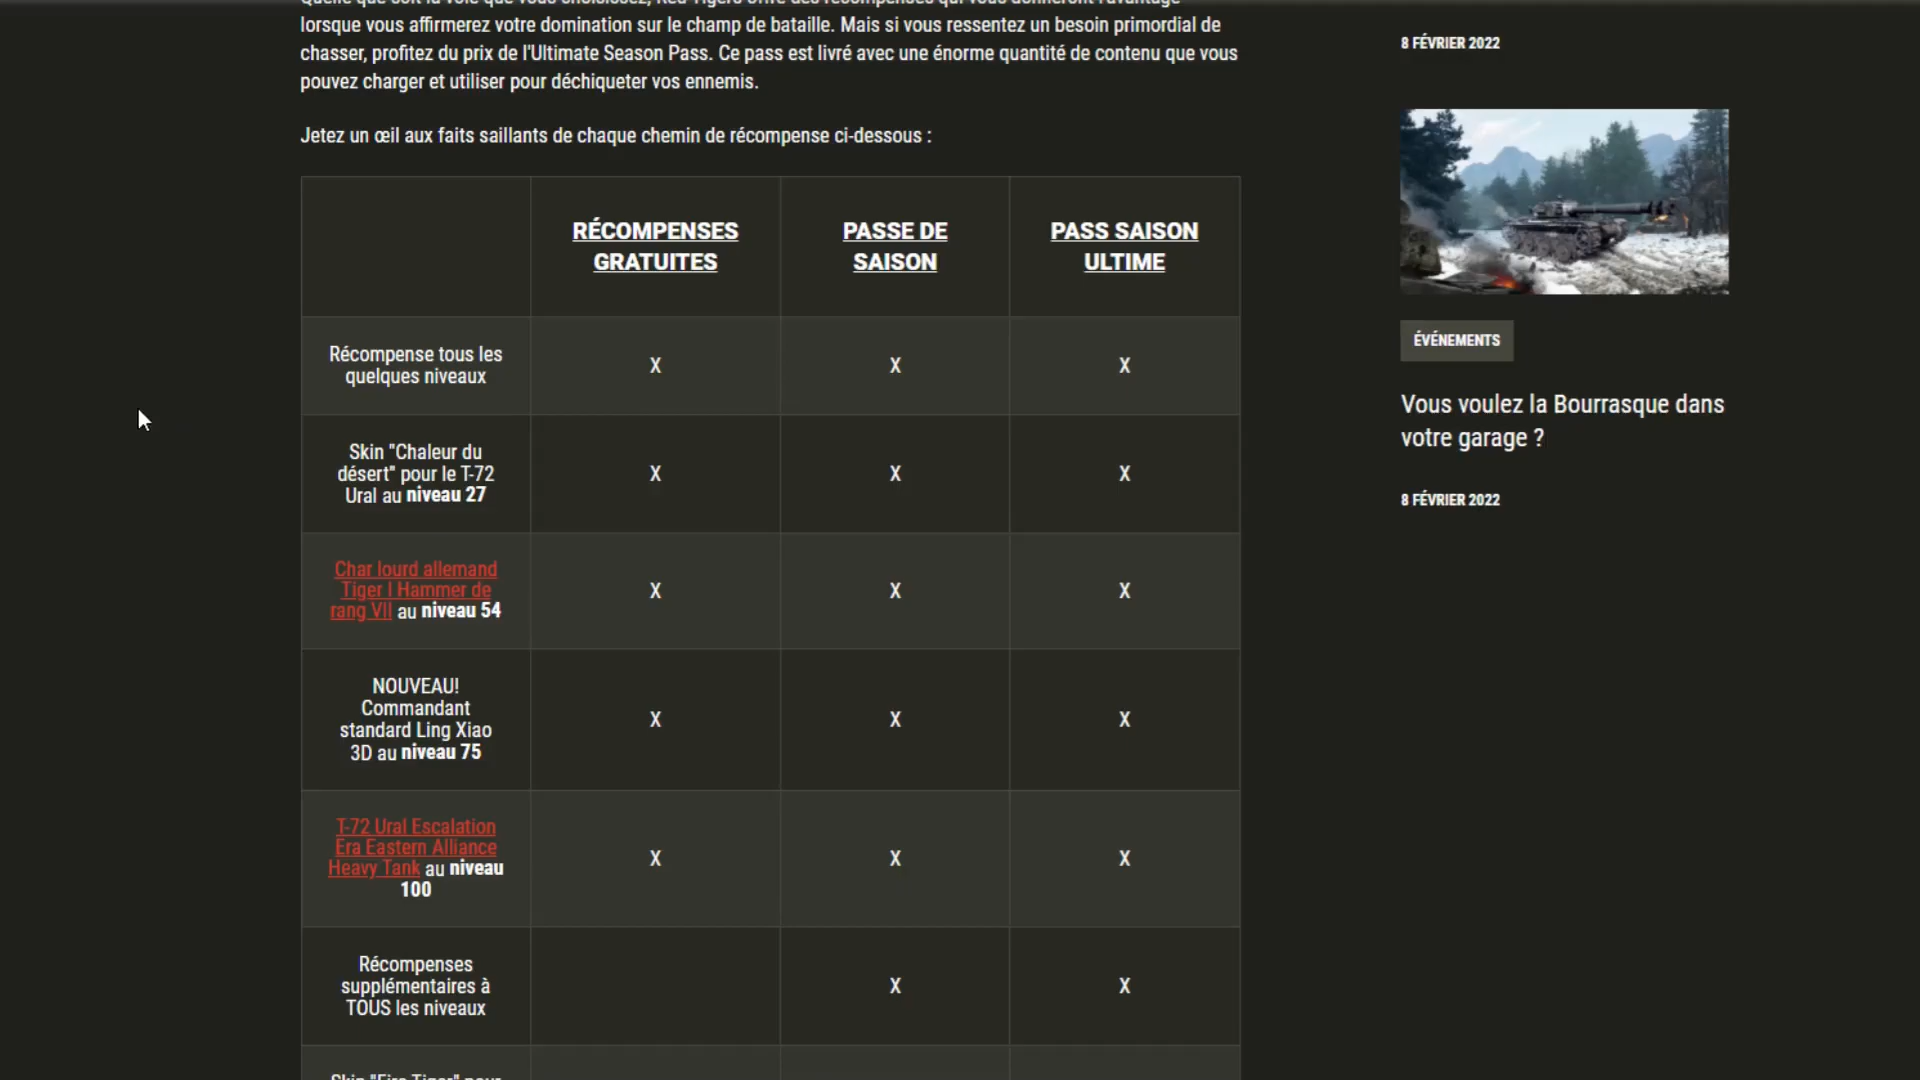 lorsque vous affirmerez votre domination sur le champ de bataille. Mais si vous ressentez un besoin primordial de
chasser, profitez du prix de l'Ultimate Season Pass. Ce pass est livré avec une énorme quantité de contenu que vous
pouvez charger et utiliser pour déchiqueter vos ennemis.
Jetez un œil aux faits saillants de chaque chemin de récompense ci-dessous :
RÉCOMPENSES
GRATUITES
PASSE DE
SAISON
PASS SAISON
ULTIME
Récompense tous les
quelques niveaux
X
X
X
Skin "Chaleur du
désert" pour le T-72
Ural au niveau 27
X
X
X
Char lourd allemand
Tiger I Hammer de
rang VII au niveau 54
X
X
X
NOUVEAU!
Commandant
standard Ling Xiao
3D au niveau 75
X
X
X
T-72 Ural Escalation
Era Eastern Alliance
Heavy Tank au niveau
100
X
X
X
Récompenses
supplémentaires à
TOUS les niveaux
X
X
Skin "Fire Tiger" pour
8 FÉVRIER 2022
ÉVÉNEMENTS
Vous voulez la Bourrasque dans
votre garage ?
8 FÉVRIER 2022